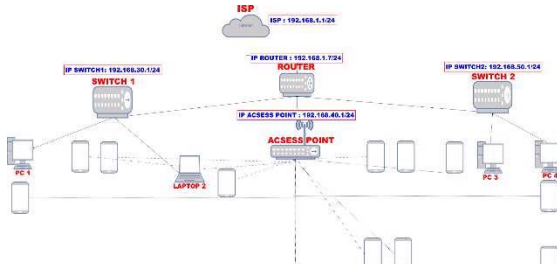 ISP
ISP : 192.168.1.1/24
IP SWITCH1: 192.168.30.1/24
SWITCH 1
IP ROUTER : 192.168.1.7/24
ROUTER
IP SWITCH2: 192.168.50.1/24
SWITCH 2
IP ACSESS POINT : 192.168.40.1/24
ACSESS POINT
PC 1
LAPTOP 2
PC 3
PC 4